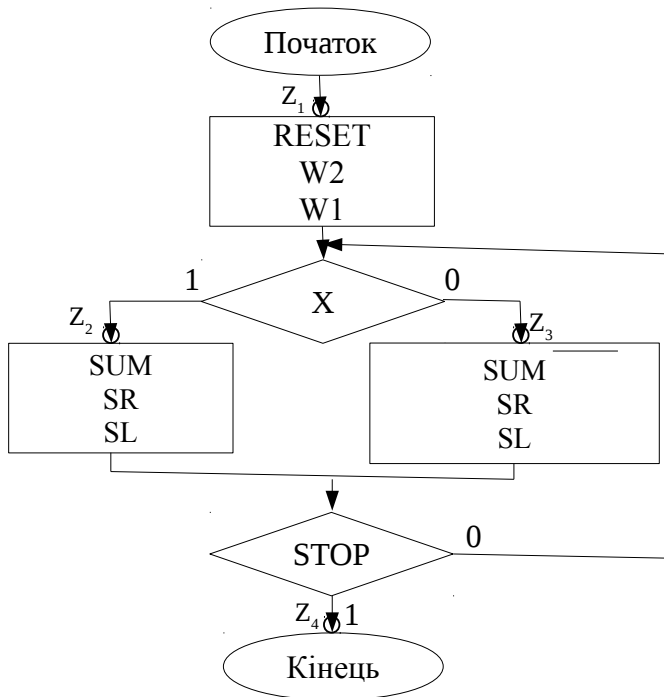 Початок
Z₁
RESET
W2
W1
1
0
X
Z₂
Z₃
SUM
SR
SL
SUM
SR
SL
STOP
0
Z₄
1
Кінець